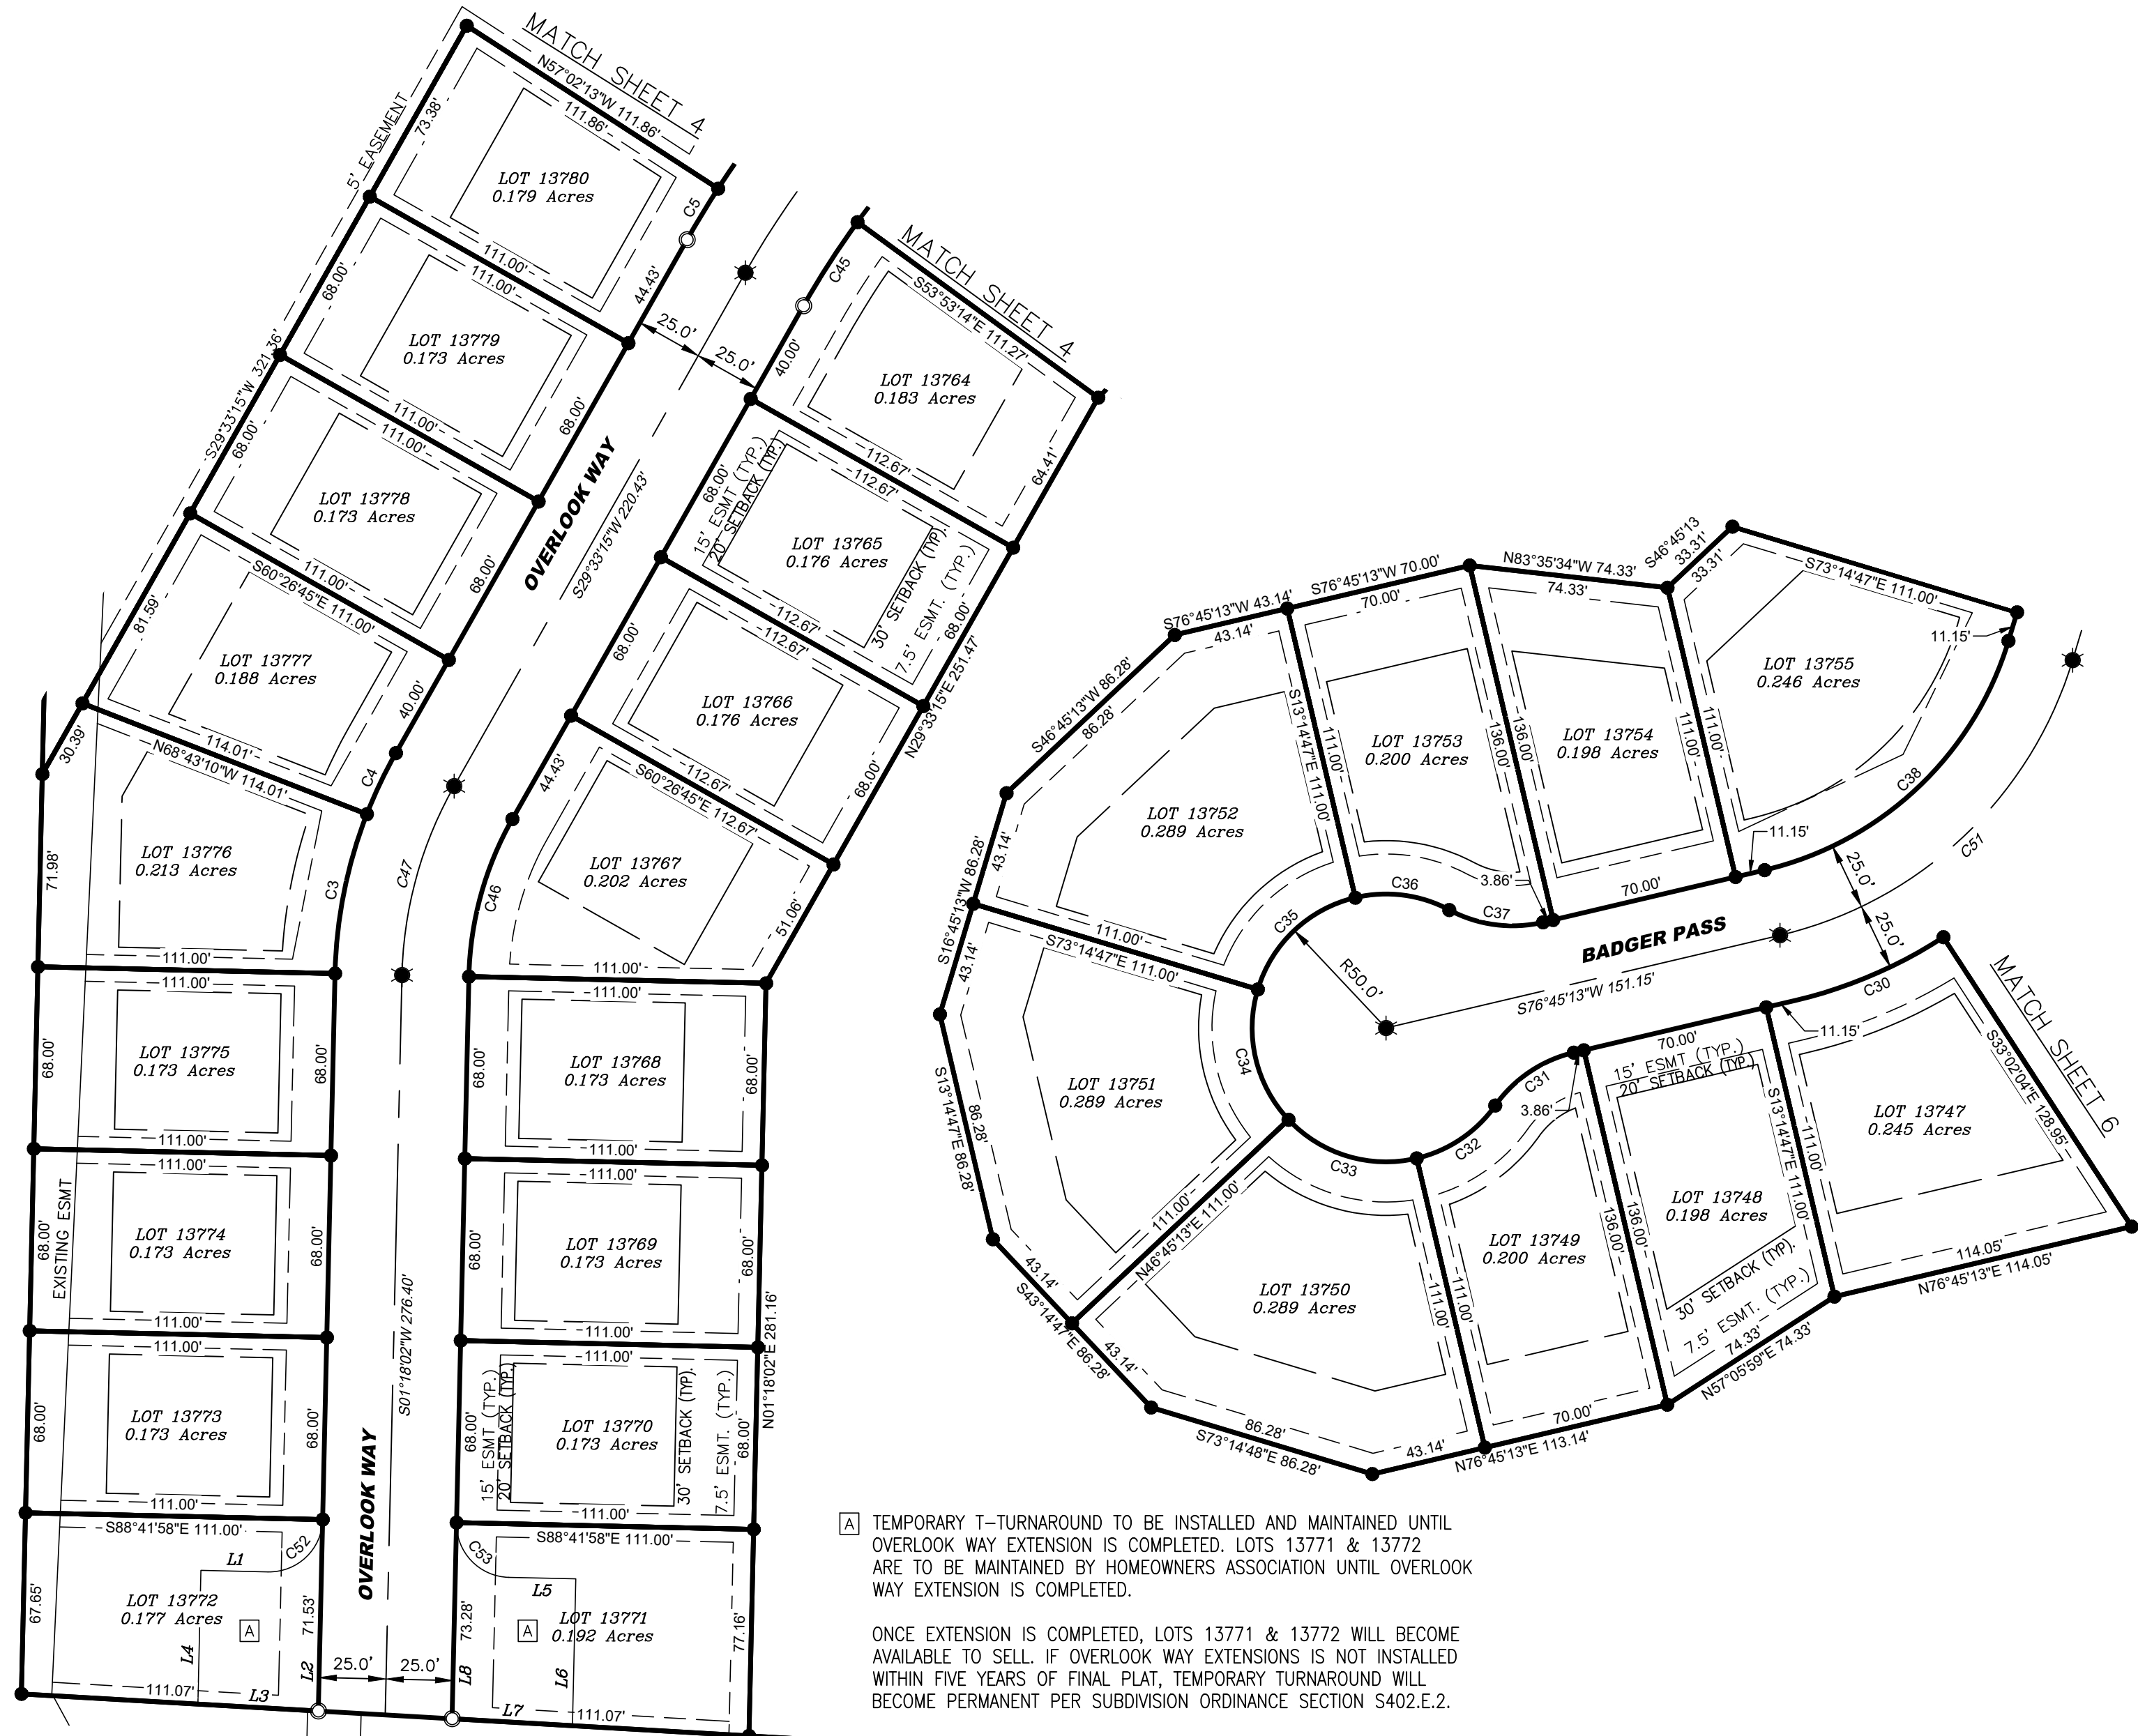 MATCH SHEET 4
N57°02'13"W 111.86'
111.86'
5' EASEMENT
73.38'
LOT 13780
0.179 Acres
C5
44.43'
111.00'
111.00'
68.00'
LOT 13779
0.173 Acres
25.0'
25.0'
S29°33'15"W 321.36'
68.00'
111.00'
111.00'
68.00'
LOT 13778
0.173 Acres
OVERLOOK WAY
S29°33'15"W 220.43'
S60°26'45"E 111.00'
111.00'
68.00'
81.59'
LOT 13777
0.188 Acres
40.00'
C4
30.39'
114.01'
N68°43'10"W 114.01'
C47
71.98'
LOT 13776
0.213 Acres
C3
111.00'
111.00'
68.00'
LOT 13775
0.173 Acres
68.00'
111.00'
111.00'
68.00'
EXISTING ESMT
LOT 13774
0.173 Acres
68.00'
S01°18'02"W 276.40'
111.00'
111.00'
68.00'
LOT 13773
0.173 Acres
68.00'
OVERLOOK WAY
111.00'
S88°41'58"E 111.00'
L1
C52
67.65'
LOT 13772
0.177 Acres
A
71.53'
L4
L2
111.07'
L3
25.0'
25.0'
MATCH SHEET 4
C45
S53°53'14"E 111.27'
40.00'
LOT 13764
0.183 Acres
64.41'
112.67'
112.67'
68.00'
15' ESMT (TYP.)
20' SETBACK (TYP.)
LOT 13765
0.176 Acres
30' SETBACK (TYP).
7.5' ESMT. (TYP.)
68.00'
N29°33'15"E 251.47'
112.67'
112.67'
68.00'
LOT 13766
0.176 Acres
68.00'
112.67'
S60°26'45"E 112.67'
44.43'
LOT 13767
0.202 Acres
C46
51.06'
111.00'
111.00'
68.00'
LOT 13768
0.173 Acres
68.00'
111.00'
111.00'
68.00'
LOT 13769
0.173 Acres
68.00'
N01°18'02"E 281.16'
111.00'
111.00'
68.00'
15' ESMT (TYP.)
20' SETBACK (TYP.)
LOT 13770
0.173 Acres
30' SETBACK (TYP).
7.5' ESMT. (TYP.)
68.00'
111.00'
S88°41'58"E 111.00'
C53
L5
73.28'
A
LOT 13771
0.192 Acres
77.16'
L8
L6
L7
111.07'
S46°45'13
33.31'
33.31'
N83°35'34"W 74.33'
74.33'
S76°45'13"W 70.00'
70.00'
S76°45'13"W 43.14'
43.14'
S73°14'47"E 111.00'
11.15'
LOT 13755
0.246 Acres
C38
C51
11.15'
111.00'
111.00'
LOT 13754
0.198 Acres
70.00'
136.00'
136.00'
LOT 13753
0.200 Acres
3.86'
C36
C37
S13°14'47"E 111.00'
111.00'
S46°45'13"W 86.28'
86.28'
LOT 13752
0.289 Acres
43.14'
S16°45'13"W 86.28'
43.14'
C35
111.00'
S73°14'47"E 111.00'
R50.0'
BADGER PASS
S76°45'13"W 151.15'
25.0'
25.0'
C30
MATCH SHEET 6
11.15'
S33°02'04"E 128.95'
LOT 13747
0.245 Acres
114.05'
N76°45'13"E 114.05'
70.00'
15' ESMT (TYP.)
20' SETBACK (TYP.)
S13°14'47"E 111.00'
111.00'
LOT 13748
0.198 Acres
30' SETBACK (TYP).
7.5' ESMT. (TYP.)
74.33'
N57°05'59"E 74.33'
C31
3.86'
C32
136.00'
136.00'
LOT 13749
0.200 Acres
70.00'
N76°45'13"E 113.14'
C34
LOT 13751
0.289 Acres
S13°14'47"E 86.28'
86.28'
C33
111.00'
N46°45'13"E 111.00'
43.14'
S43°14'47"E 86.28'
43.14'
LOT 13750
0.289 Acres
111.00'
111.00'
86.28'
S73°14'48"E 86.28'
43.14'
A TEMPORARY T-TURNAROUND TO BE INSTALLED AND MAINTAINED UNTIL
OVERLOOK WAY EXTENSION IS COMPLETED. LOTS 13771 & 13772
ARE TO BE MAINTAINED BY HOMEOWNERS ASSOCIATION UNTIL OVERLOOK
WAY EXTENSION IS COMPLETED.
ONCE EXTENSION IS COMPLETED, LOTS 13771 & 13772 WILL BECOME
AVAILABLE TO SELL. IF OVERLOOK WAY EXTENSIONS IS NOT INSTALLED
WITHIN FIVE YEARS OF FINAL PLAT, TEMPORARY TURNAROUND WILL
BECOME PERMANENT PER SUBDIVISION ORDINANCE SECTION S402.E.2.